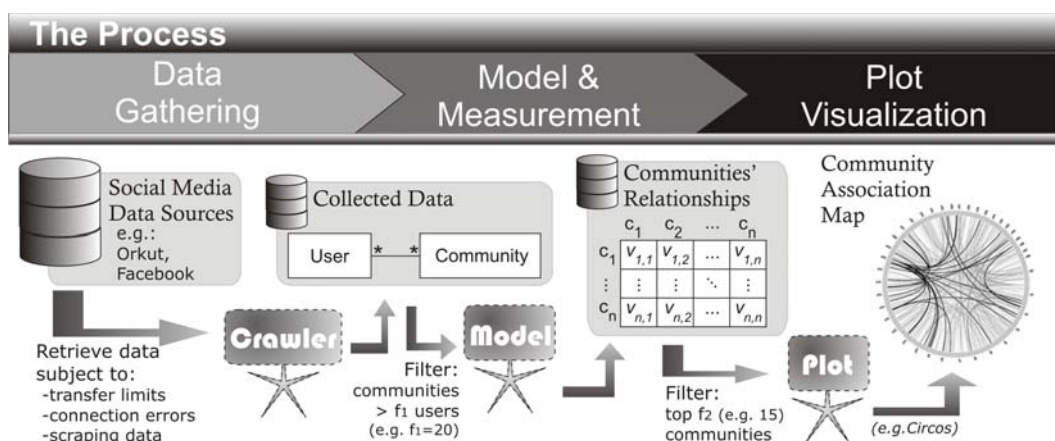 The Process
Data
Gathering
Model &
Measurement
Plot
Visualization
Social Media
Data Sources
e.g.:
Orkut,
Facebook
Retrieve data
subject to:
-transfer limits
-connection errors
-scraping data
Crawler
Collected Data
User
*
*
Community
Filter:
communities
> f1 users
(e.g. f1=20)
Model
Communities'
Relationships
c1 c2 ... cn
c1 v1,1 v1,2 ... v1,n
⋮ ⋮ ⋮ ⋱ ⋮
cn vn,1 vn,2 ... vn,n
Filter:
top f2 (e.g. 15)
communities
Plot
(e.g.Circos)
Community
Association
Map